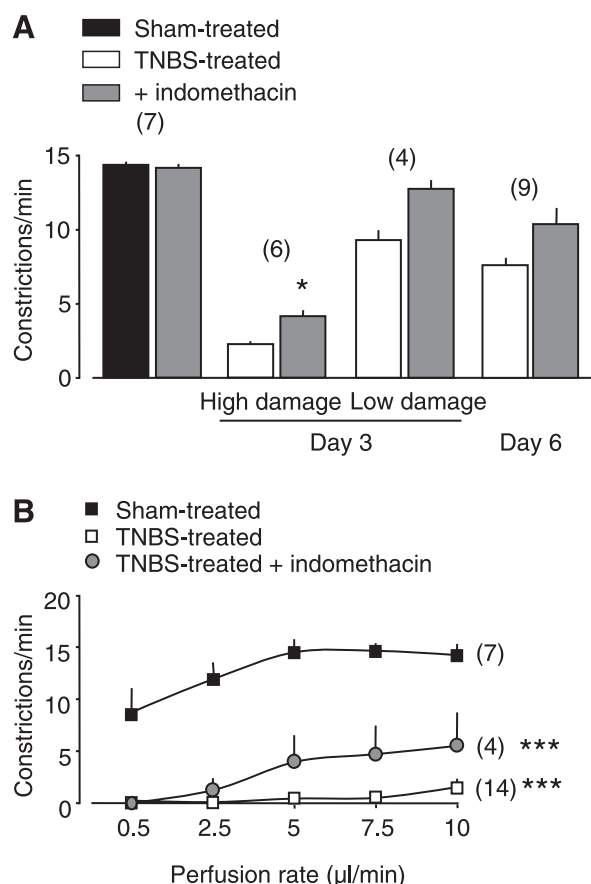 A
Sham-treated
TNBS-treated
+ indomethacin
(7)
15
10
5
0
Constrictions/min
(6)
*
(4)
(9)
High damage Low damage
Day 3
Day 6
B
Sham-treated
TNBS-treated
TNBS-treated + indomethacin
20
15
10
5
0
Constrictions/min
(7)
(4) ***
(14) ***
0.5 2.5 5 7.5 10
Perfusion rate (µl/min)